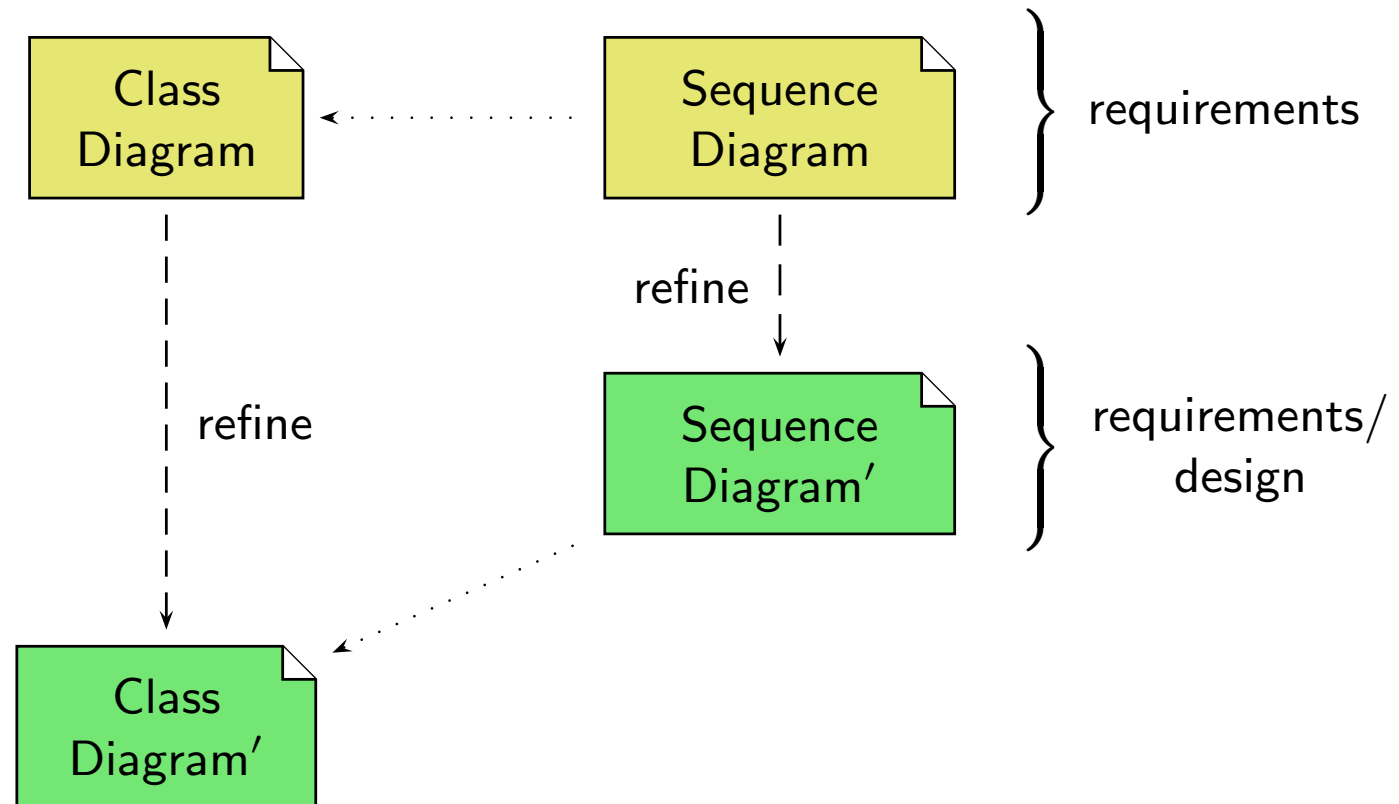 Class
Diagram
Sequence
Diagram
requirements
refine
refine
Sequence
Diagram′
requirements/
design
Class
Diagram′